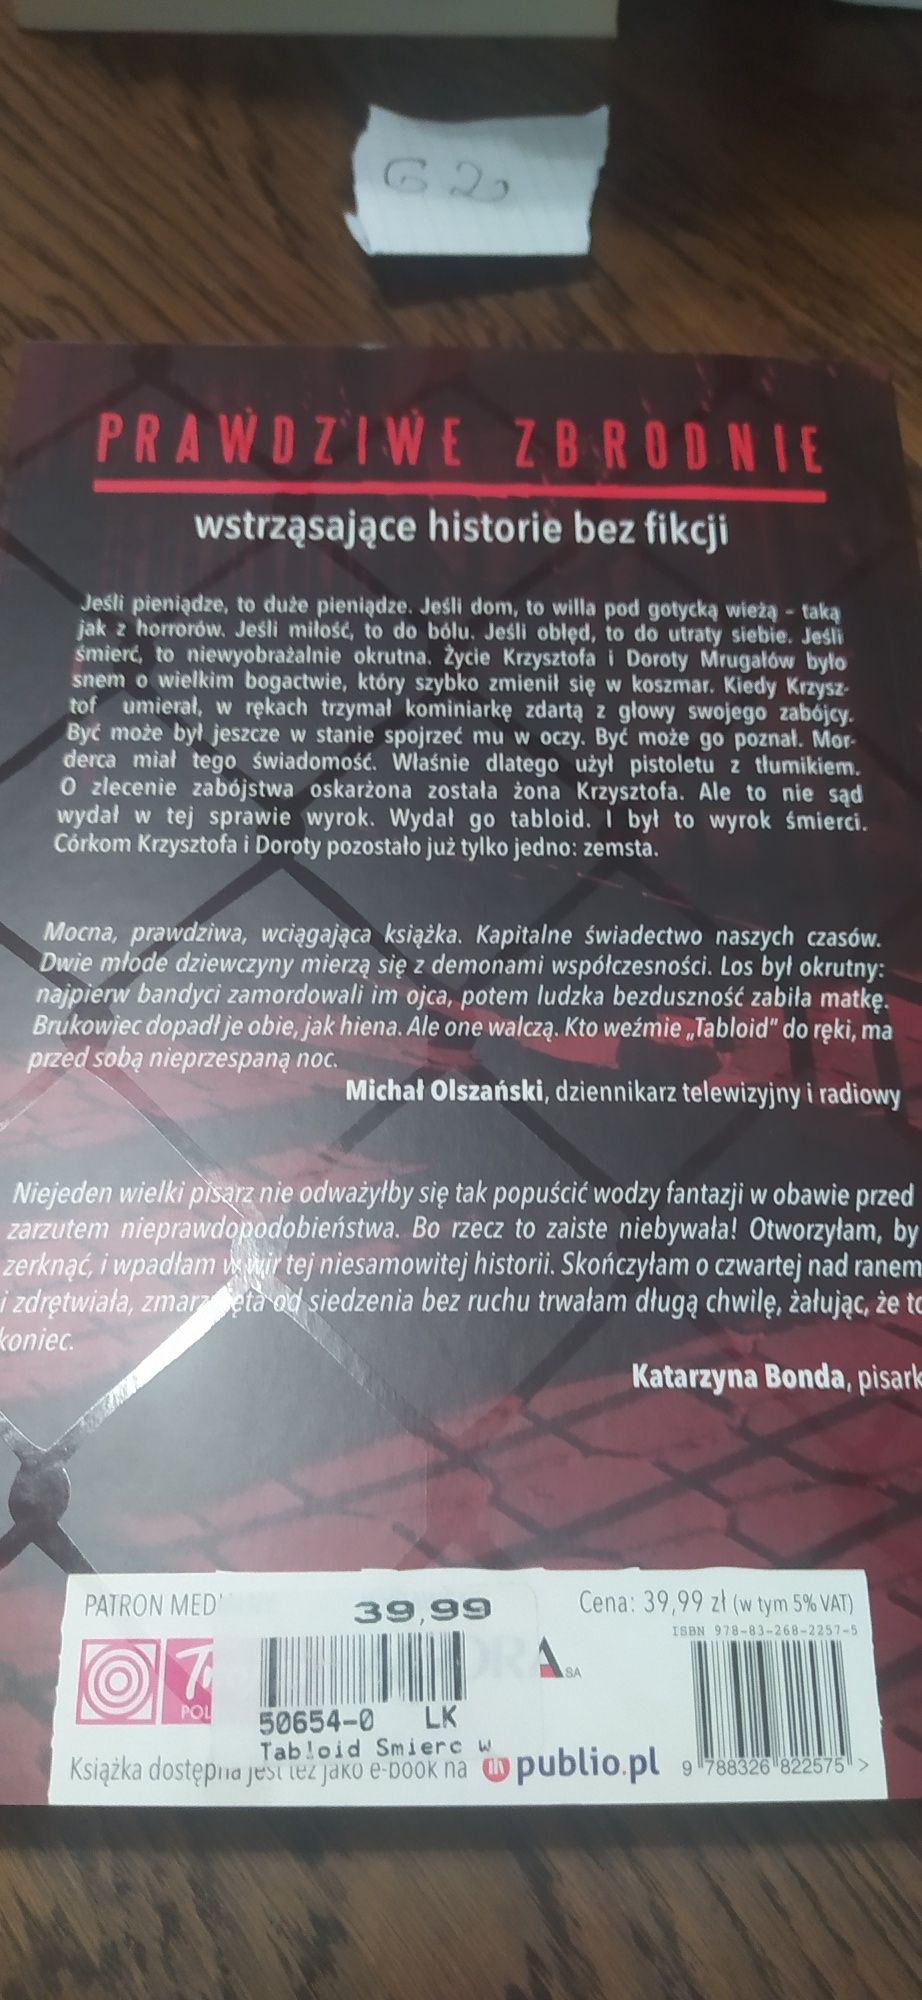 62
PRAWDZIWE ZBRODNIE
wstrząsające historie bez fikcji
Jeśli pieniądze, to duże pieniądze. Jeśli dom, to willa pod gotycką wieżą – taką
jak z horrorów. Jeśli miłość, to do bólu. Jeśli obłęd, to do utraty siebie. Jeśli
śmierć, to niewyobrażalnie okrutna. Życie Krzysztofa i Doroty Mrugałów było
snem o wielkim bogactwie, który szybko zmienił się w koszmar. Kiedy Krzysz-
tof umierał, w rękach trzymał kominiarkę zdartą z głowy swojego zabójcy.
Być może był jeszcze w stanie spojrzeć mu w oczy. Być może go poznał. Mor-
derca miał tego świadomość. Właśnie dlatego użył pistoletu z tłumikiem.
O zlecenie zabójstwa oskarżona została żona Krzysztofa. Ale to nie sąd
wydał w tej sprawie wyrok. Wydał go tabloid. I był to wyrok śmierci.
Córkom Krzysztofa i Doroty pozostało już tylko jedno: zemsta.
Mocna, prawdziwa, wciągająca książka. Kapitalne świadectwo naszych czasów.
Dwie młode dziewczyny mierzą się z demonami współczesności. Los był okrutny:
najpierw bandyci zamordowali im ojca, potem ludzka bezduszność zabiła matkę.
Brukowiec dopadł je obie, jak hiena. Ale one walczą. Kto weźmie „Tabloid" do ręki, ma
przed sobą nieprzespaną noc.
Michał Olszański, dziennikarz telewizyjny i radiowy
Niejeden wielki pisarz nie odważyłby się tak popuścić wodzy fantazji w obawie przed
zarzutem nieprawdopodobieństwa. Bo rzecz to zaiste niebywała! Otworzyłam, by
zerknąć, i wpadłam w wir tej niesamowitej historii. Skończyłam o czwartej nad ranem
i zdrętwiała, zmarznięta od siedzenia bez ruchu trwałam długą chwilę, żałując, że to
koniec.
Katarzyna Bonda, pisark
PATRON MED
39,99
Cena: 39,99 zł (w tym 5% VAT)
ISBN 978-83-268-2257-5
POL
ORA SA
50654-0 LK
Tabloid Smierc w
Książka dostępna jest też jako e-book na publio.pl
9 788326 822575 >